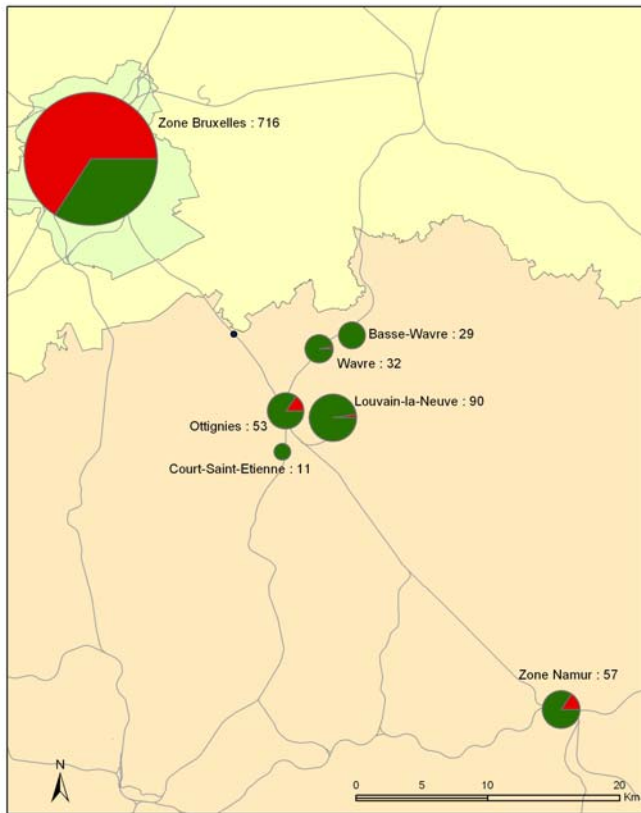 Zone Bruxelles : 716
Basse-Wavre : 29
Wavre : 32
Louvain-la-Neuve : 90
Ottignies : 53
Court-Saint-Etienne : 11
Zone Namur : 57
N
0 5 10 20
Km